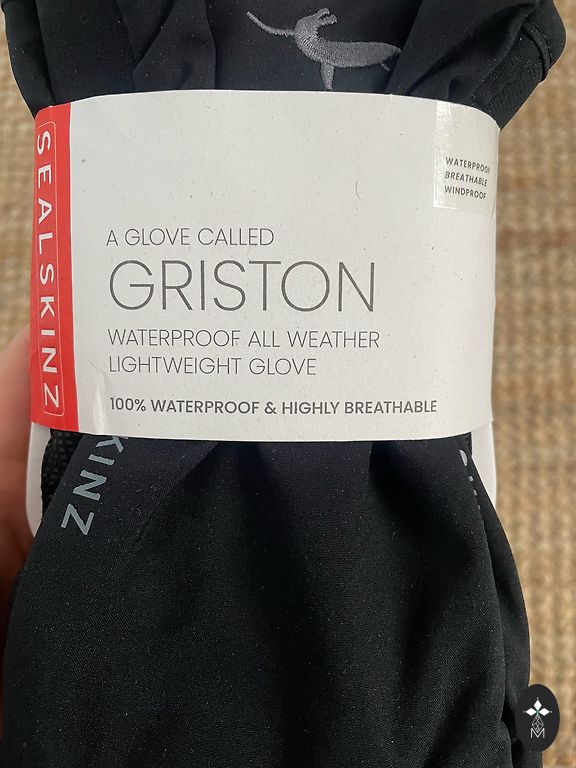 SEALSKINZ
WATERPROOF
BREATHABLE
WINDPROOF
A GLOVE CALLED
GRISTON
WATERPROOF ALL WEATHER
LIGHTWEIGHT GLOVE
100% WATERPROOF & HIGHLY BREATHABLE
KINZ
M